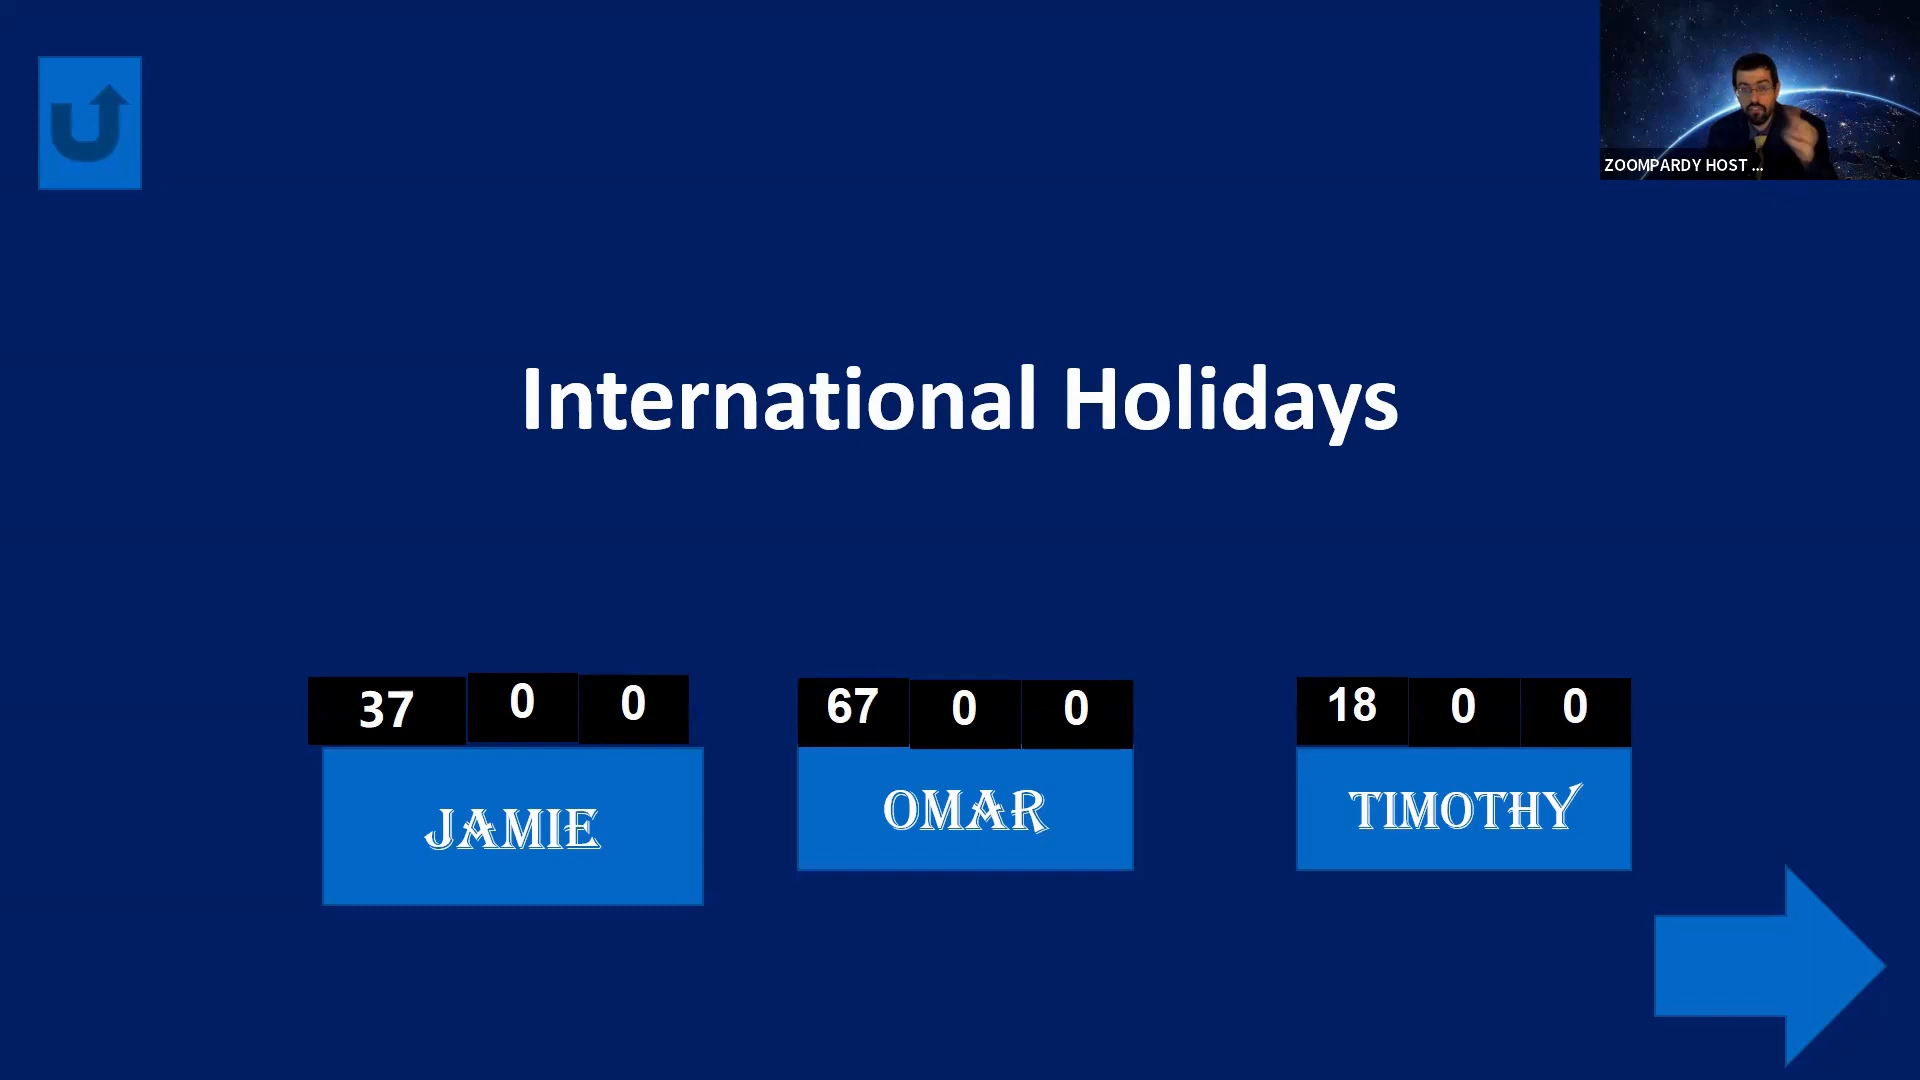 ZOOMPARDY HOST ...
International Holidays
37 0 0
67 0 0
18 0 0
JAMIE
OMAR
TIMOTHY